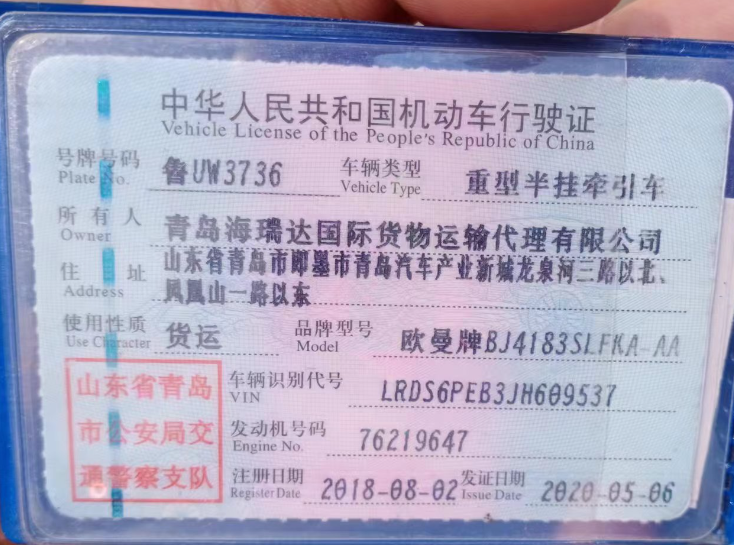 中华人民共和国机动车行驶证
Vehicle License of the People's Republic of China
号牌号码 鲁UW3736 车辆类型 重型半挂牵引车
Plate No. Vehicle Type
所有人 青岛海瑞达国际货物运输代理有限公司
Owner
住址 山东省青岛市即墨市青岛汽车产业新城龙泉河三路以北、
Address 凤凰山一路以东
使用性质 货运 品牌型号 欧曼牌BJ4183SLFKA-AA
Use Character Model
山东省青岛
市公安局交
通警察支队
车辆识别代号 LRDS6PEB3JH609537
VIN
发动机号码 76219647
Engine No.
注册日期 2018-08-02 发证日期 2020-05-06
Register Date Issue Date